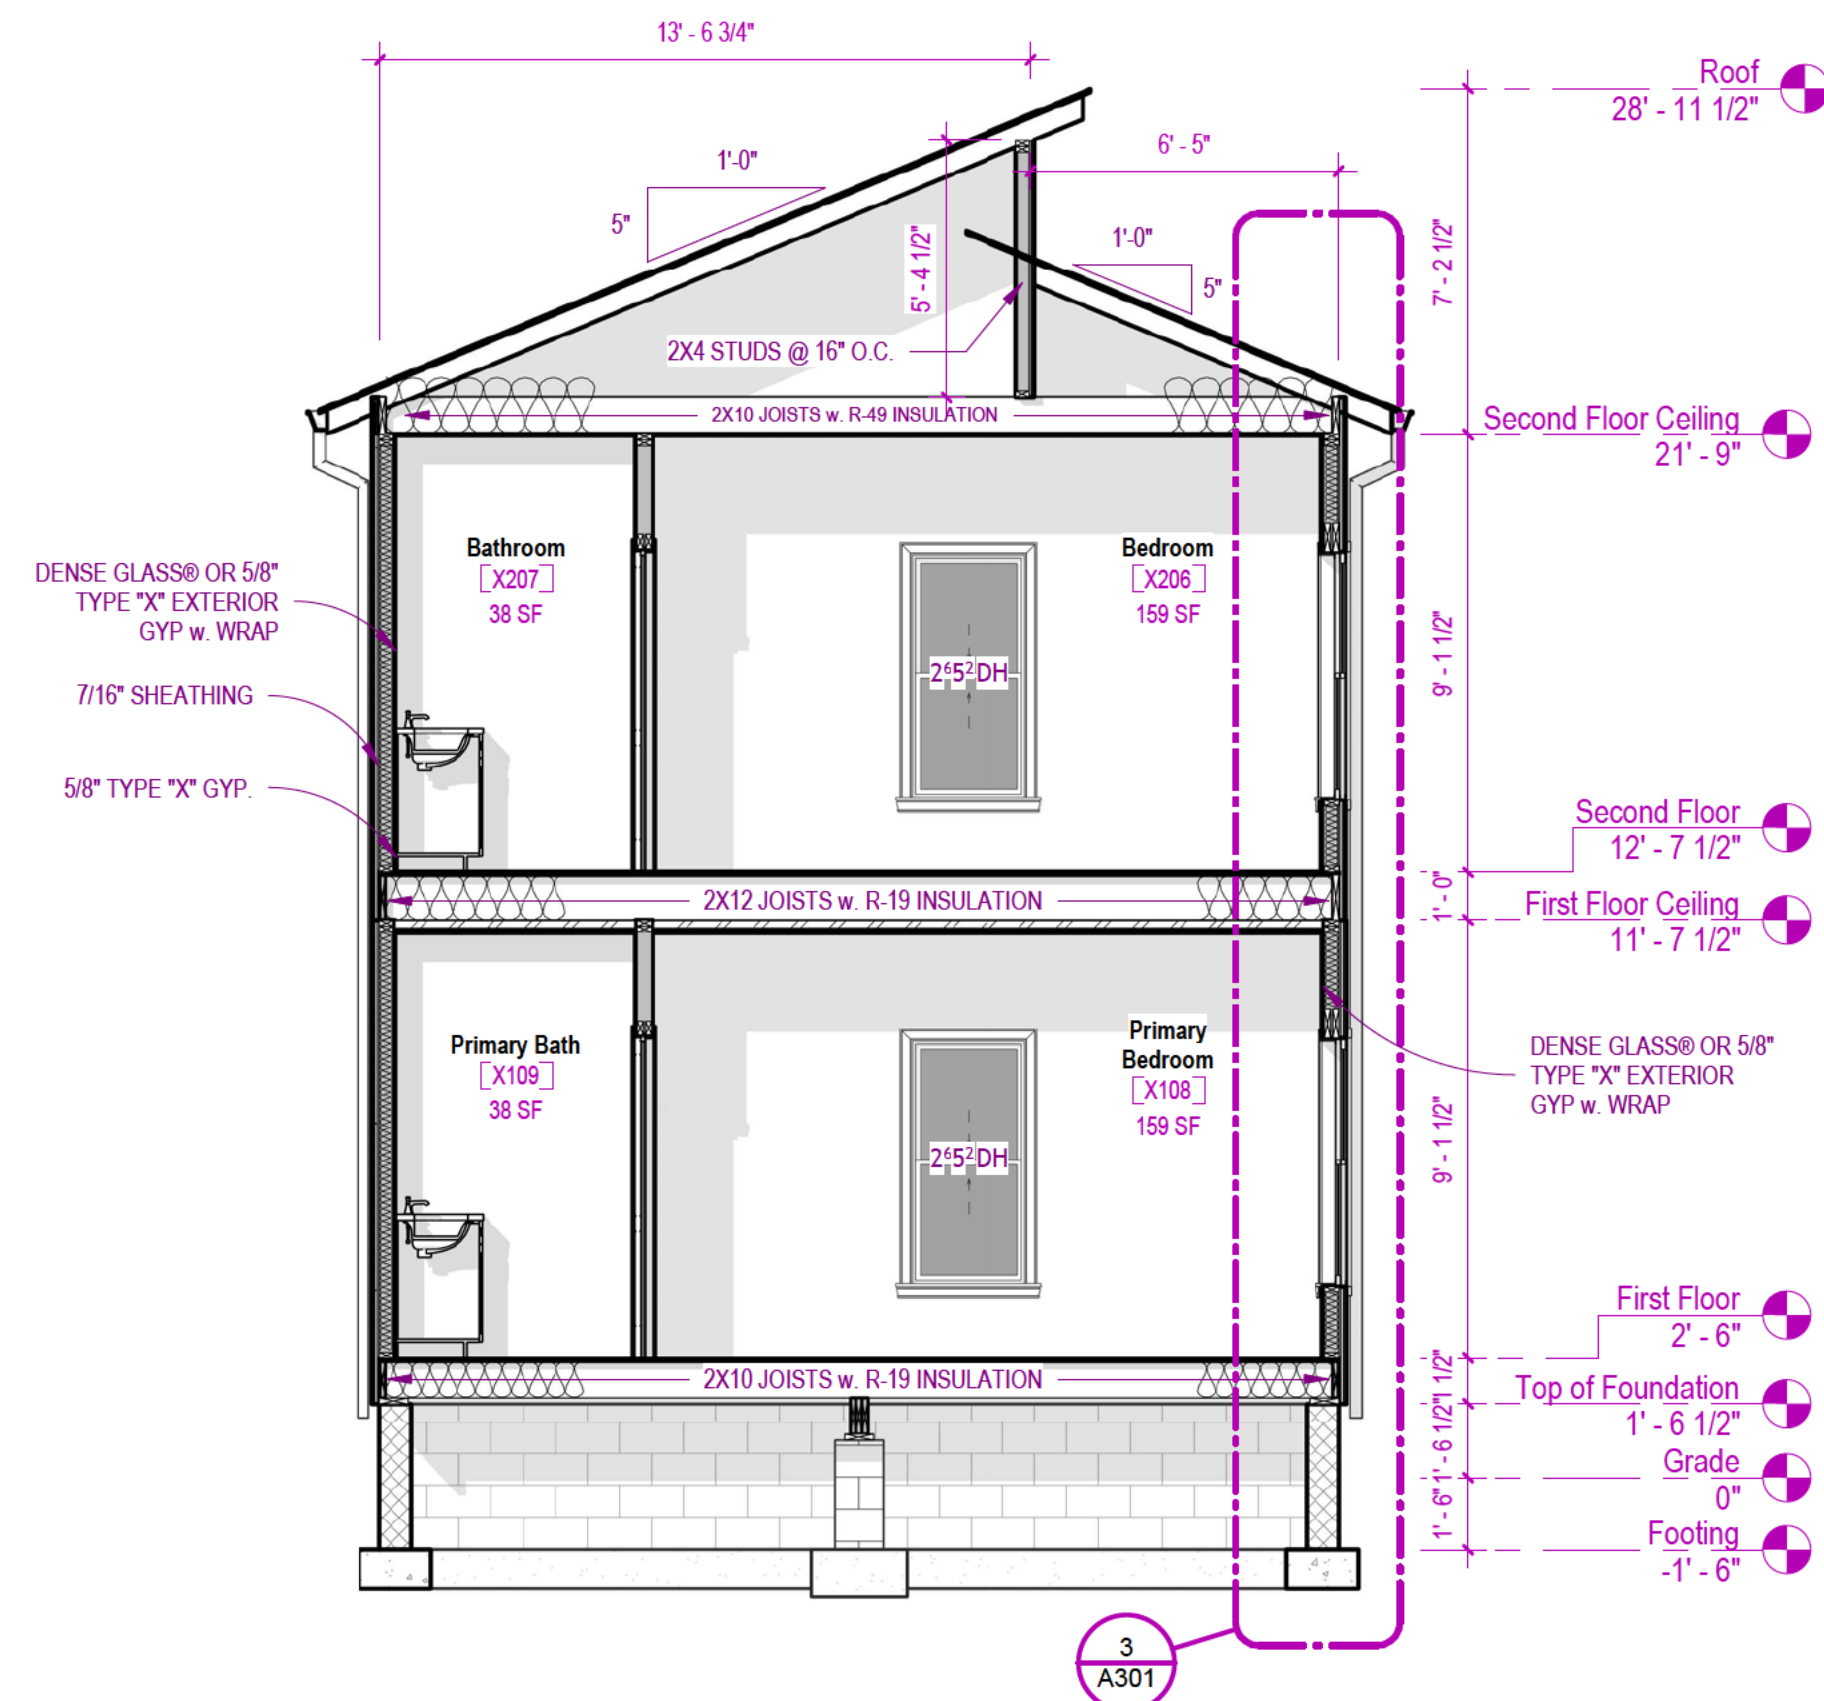 13' - 6 3/4"
Roof
28' - 11 1/2"
1'-0"
5"
6' - 5"
1'-0"
5"
5' - 4 1/2"
7' - 2 1/2"
2X4 STUDS @ 16" O.C.
2X10 JOISTS w. R-49 INSULATION
Second Floor Ceiling
21' - 9"
Bathroom
X207
38 SF
Bedroom
X206
159 SF
DENSE GLASS® OR 5/8"
TYPE "X" EXTERIOR
GYP w. WRAP
2⁶5²DH
9' - 1 1/2"
7/16" SHEATHING
5/8" TYPE "X" GYP.
Second Floor
12' - 7 1/2"
2X12 JOISTS w. R-19 INSULATION
1' - 0"
First Floor Ceiling
11' - 7 1/2"
Primary Bath
X109
38 SF
Primary
Bedroom
X108
159 SF
DENSE GLASS® OR 5/8"
TYPE "X" EXTERIOR
GYP w. WRAP
2⁶5²DH
9' - 1 1/2"
First Floor
2' - 6"
2X10 JOISTS w. R-19 INSULATION
1 1/2"
Top of Foundation
1' - 6 1/2"
1' - 6 1/2"
Grade
0"
1' - 6"
Footing
-1' - 6"
3
A301